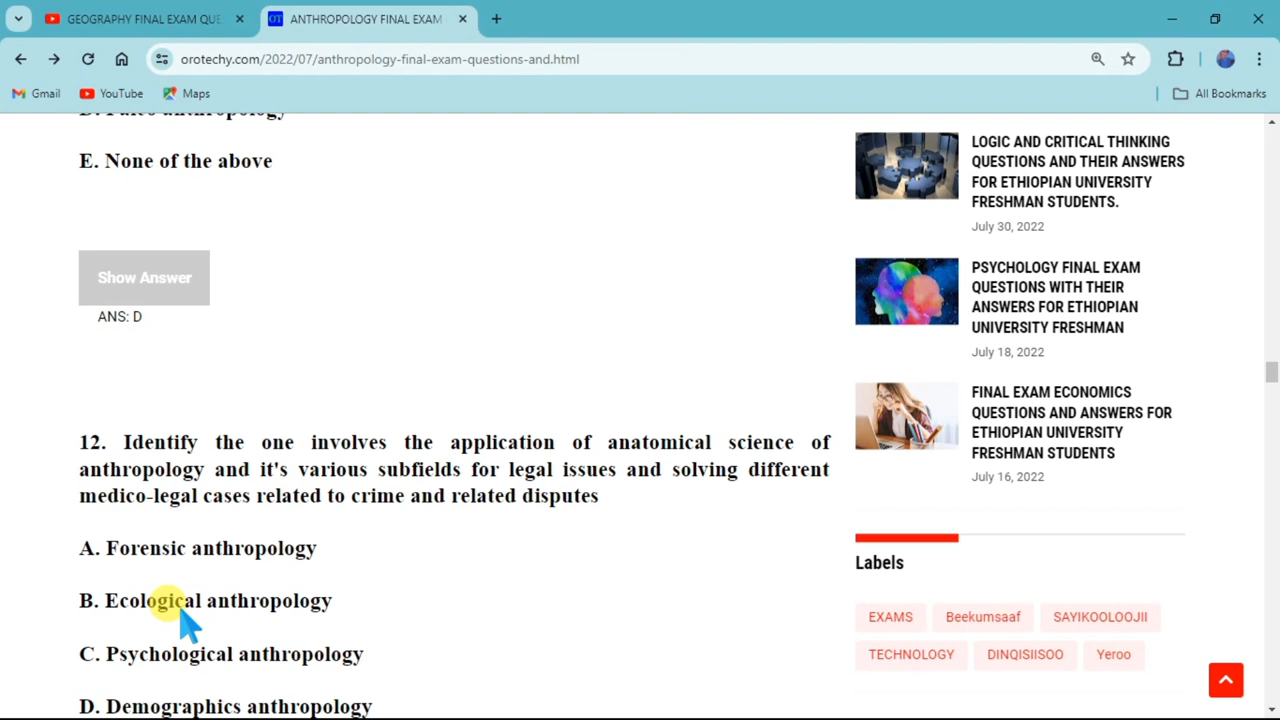 GEOGRAPHY FINAL EXAM QUE
ANTHROPOLOGY FINAL EXAM
orotechy.com/2022/07/anthropology-final-exam-questions-and.html
Gmail
YouTube
Maps
All Bookmarks
D. Paleo anthropology
E. None of the above
Show Answer
ANS: D
12. Identify the one involves the application of anatomical science of
anthropology and it's various subfields for legal issues and solving different
medico-legal cases related to crime and related disputes
A. Forensic anthropology
B. Ecological anthropology
C. Psychological anthropology
D. Demographics anthropology
LOGIC AND CRITICAL THINKING
QUESTIONS AND THEIR ANSWERS
FOR ETHIOPIAN UNIVERSITY
FRESHMAN STUDENTS.
July 30, 2022
PSYCHOLOGY FINAL EXAM
QUESTIONS WITH THEIR
ANSWERS FOR ETHIOPIAN
UNIVERSITY FRESHMAN
July 18, 2022
FINAL EXAM ECONOMICS
QUESTIONS AND ANSWERS FOR
ETHIOPIAN UNIVERSITY
FRESHMAN STUDENTS
July 16, 2022
Labels
EXAMS
Beekumsaaf
SAYIKOOLOOJII
TECHNOLOGY
DINQISIISOO
Yeroo